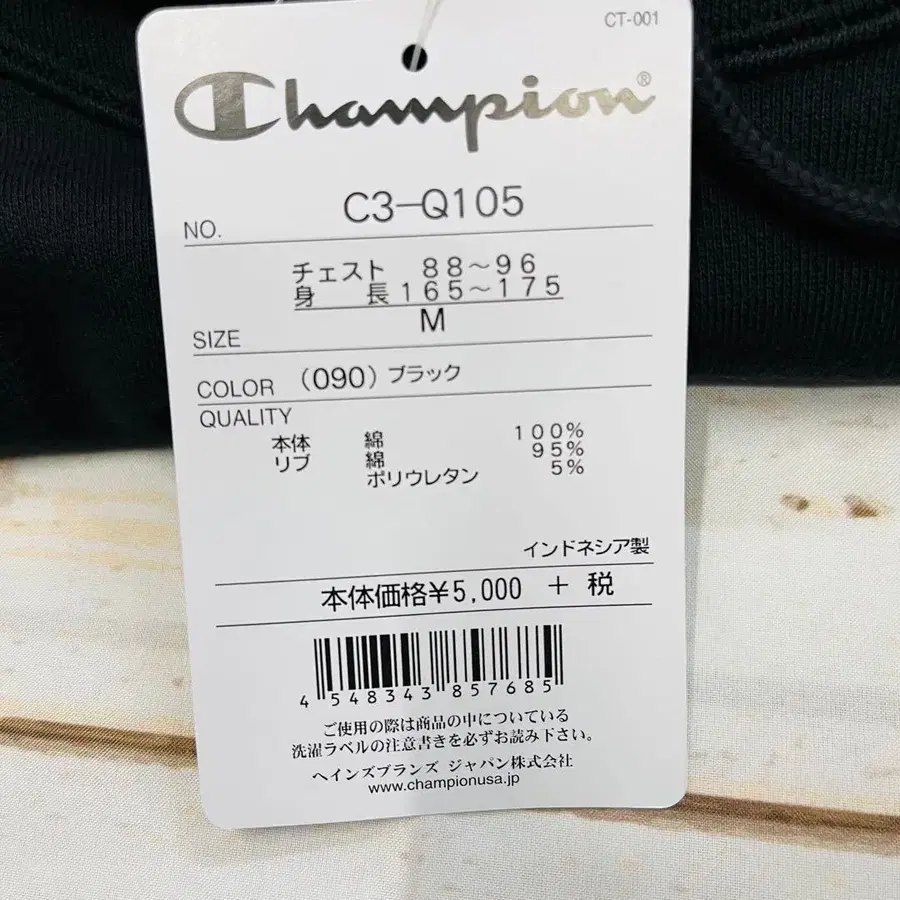 CT-001
Champion®
NO. C3-Q105
チェスト 88〜96
身 長 165〜175
SIZE M
COLOR (090) ブラック
QUALITY
本体 綿 100%
リブ 綿 95%
ポリウレタン 5%
インドネシア製
本体価格¥5,000 + 税
4 548343 857685
ご使用の際は商品の中についている
洗濯ラベルの注意書きを必ずお読み下さい。
ヘインズブランズ ジャパン株式会社
www.championusa.jp